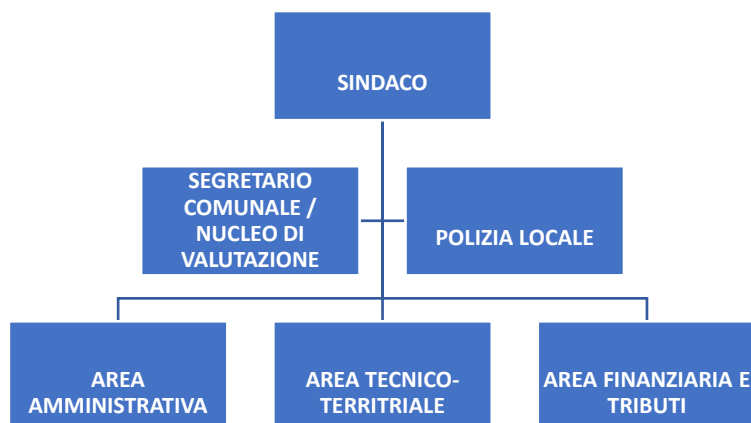 SINDACO
SEGRETARIO
COMUNALE /
NUCLEO DI
VALUTAZIONE
POLIZIA LOCALE
AREA
AMMINISTRATIVA
AREA TECNICO-
TERRITRIALE
AREA FINANZIARIA E
TRIBUTI